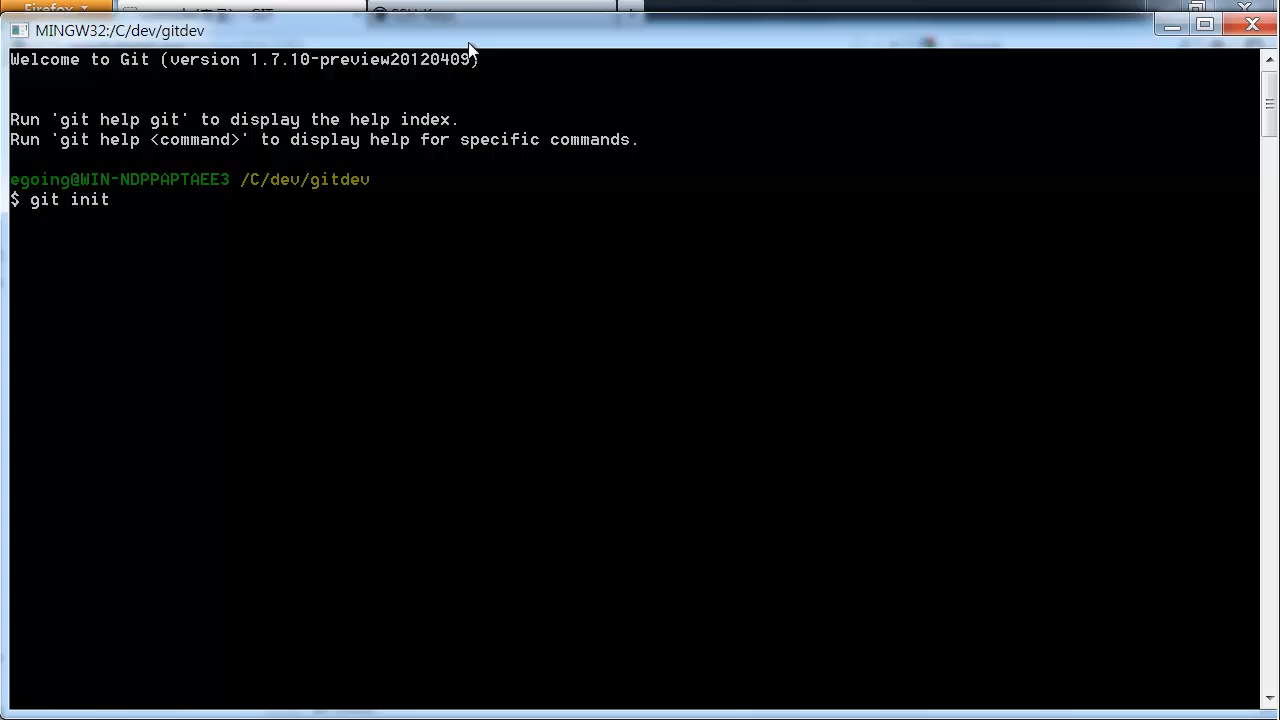 Firefox
MINGW32:/C/dev/gitdev
Welcome to Git (version 1.7.10-preview20120409)
Run 'git help git' to display the help index.
Run 'git help <command>' to display help for specific commands.
egoing@WIN-NDPPAPTAEE3 /C/dev/gitdev
$ git init